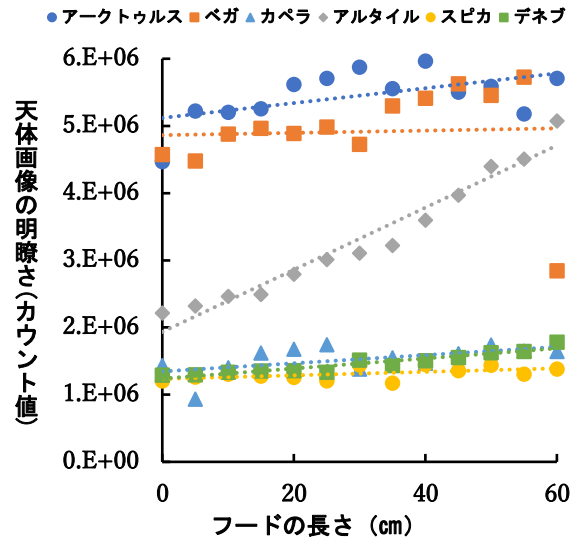 アークトゥルス ベガ カペラ アルタイル スピカ デネブ
6.E+06
5.E+06
4.E+06
3.E+06
2.E+06
1.E+06
0.E+00
天体画像の明瞭さ(カウント値)
0 20 40 60
フードの長さ (cm)